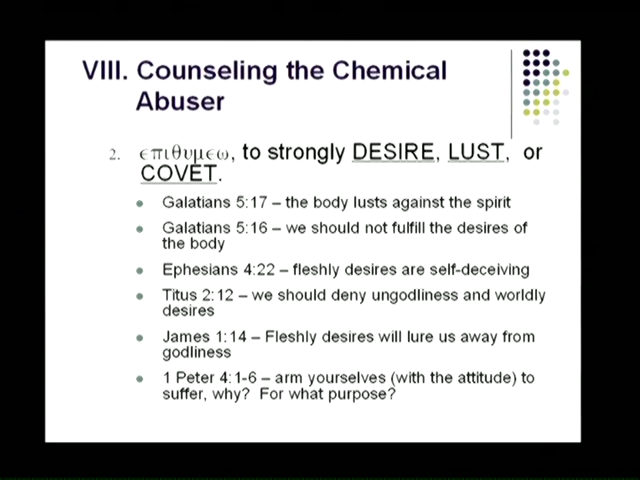 VIII. Counseling the Chemical
Abuser
2. επιθυμεω, to strongly DESIRE, LUST, or
COVET.
• Galatians 5:17 – the body lusts against the spirit
• Galatians 5:16 – we should not fulfill the desires of
the body
• Ephesians 4:22 – fleshly desires are self-deceiving
• Titus 2:12 – we should deny ungodliness and worldly
desires
• James 1:14 – Fleshly desires will lure us away from
godliness
• 1 Peter 4:1-6 – arm yourselves (with the attitude) to
suffer, why? For what purpose?